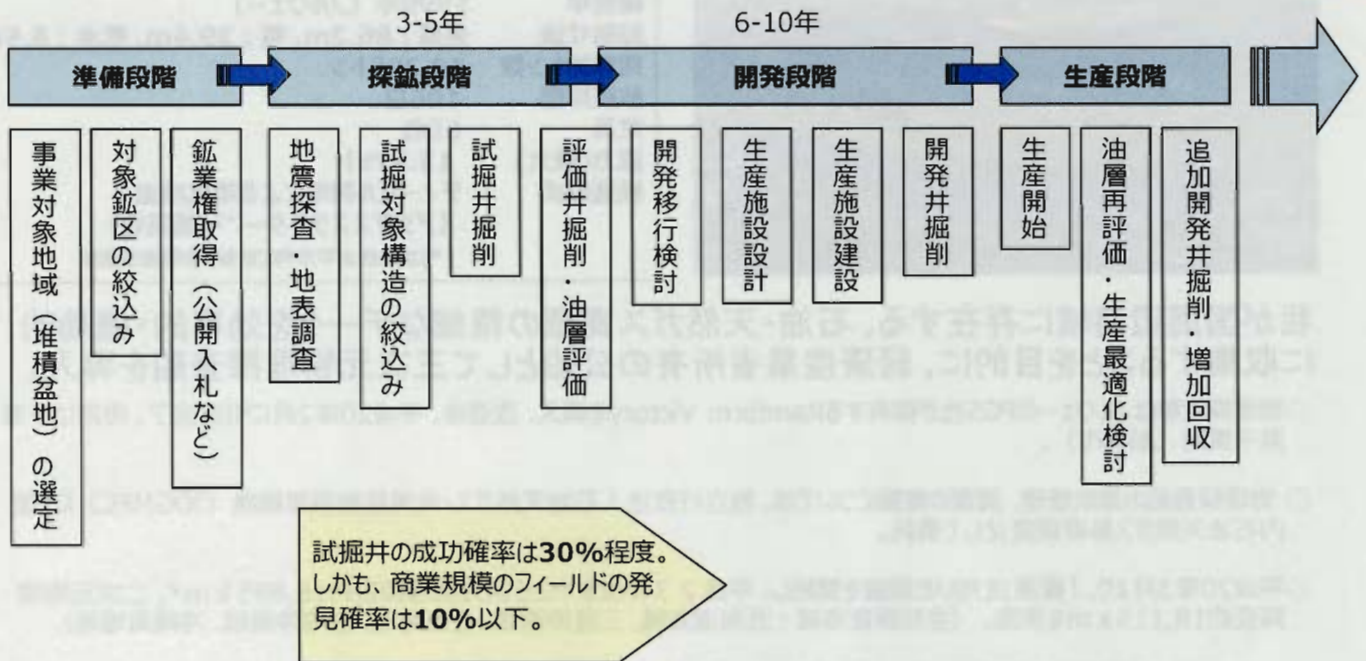 3-5年
6-10年
準備段階
探鉱段階
開発段階
生産段階
事業対象地域（堆積盆地）の選定
対象鉱区の絞込み
鉱業権取得（公開入札など）
地震探査・地表調査
試掘対象構造の絞込み
試掘井掘削
評価井掘削・油層評価
開発移行検討
生産施設設計
生産施設建設
開発井掘削
生産開始
油層再評価・生産最適化検討
追加開発井掘削・増加回収
試掘井の成功確率は30%程度。
しかも、商業規模のフィールドの発
見確率は10%以下。